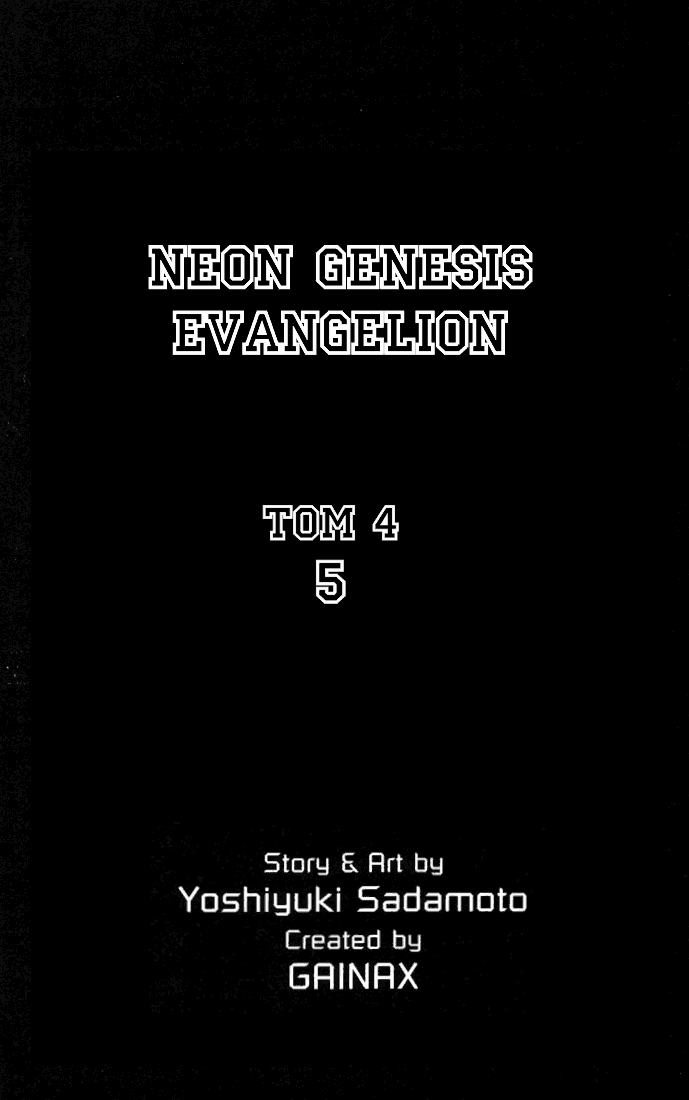 NEON GENESIS
EVANGELION
TOM 4
5
Story & Art by
Yoshiyuki Sadamoto
Created by
GAINAX